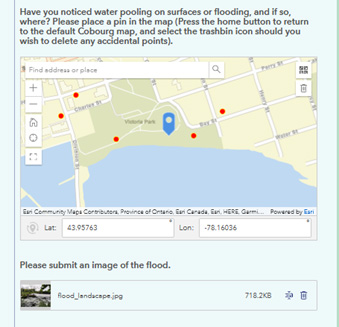 Have you noticed water pooling on surfaces or flooding, and if so,
where? Please place a pin in the map (Press the home button to return
to the default Cobourg map, and select the trashbin icon should you
wish to delete any accidental points).
Find address or place
Perry St
Charles St
Henry St
Victoria Park
Bay St
Water St
Division St
Esri Community Maps Contributors, Province of Ontario, Esri Canada, Esri, HERE, Garmi... Powered by Esri
Lat: 43.95763 * Lon: -78.16036 *
Please submit an image of the flood.
flood_landscape.jpg 718.2KB